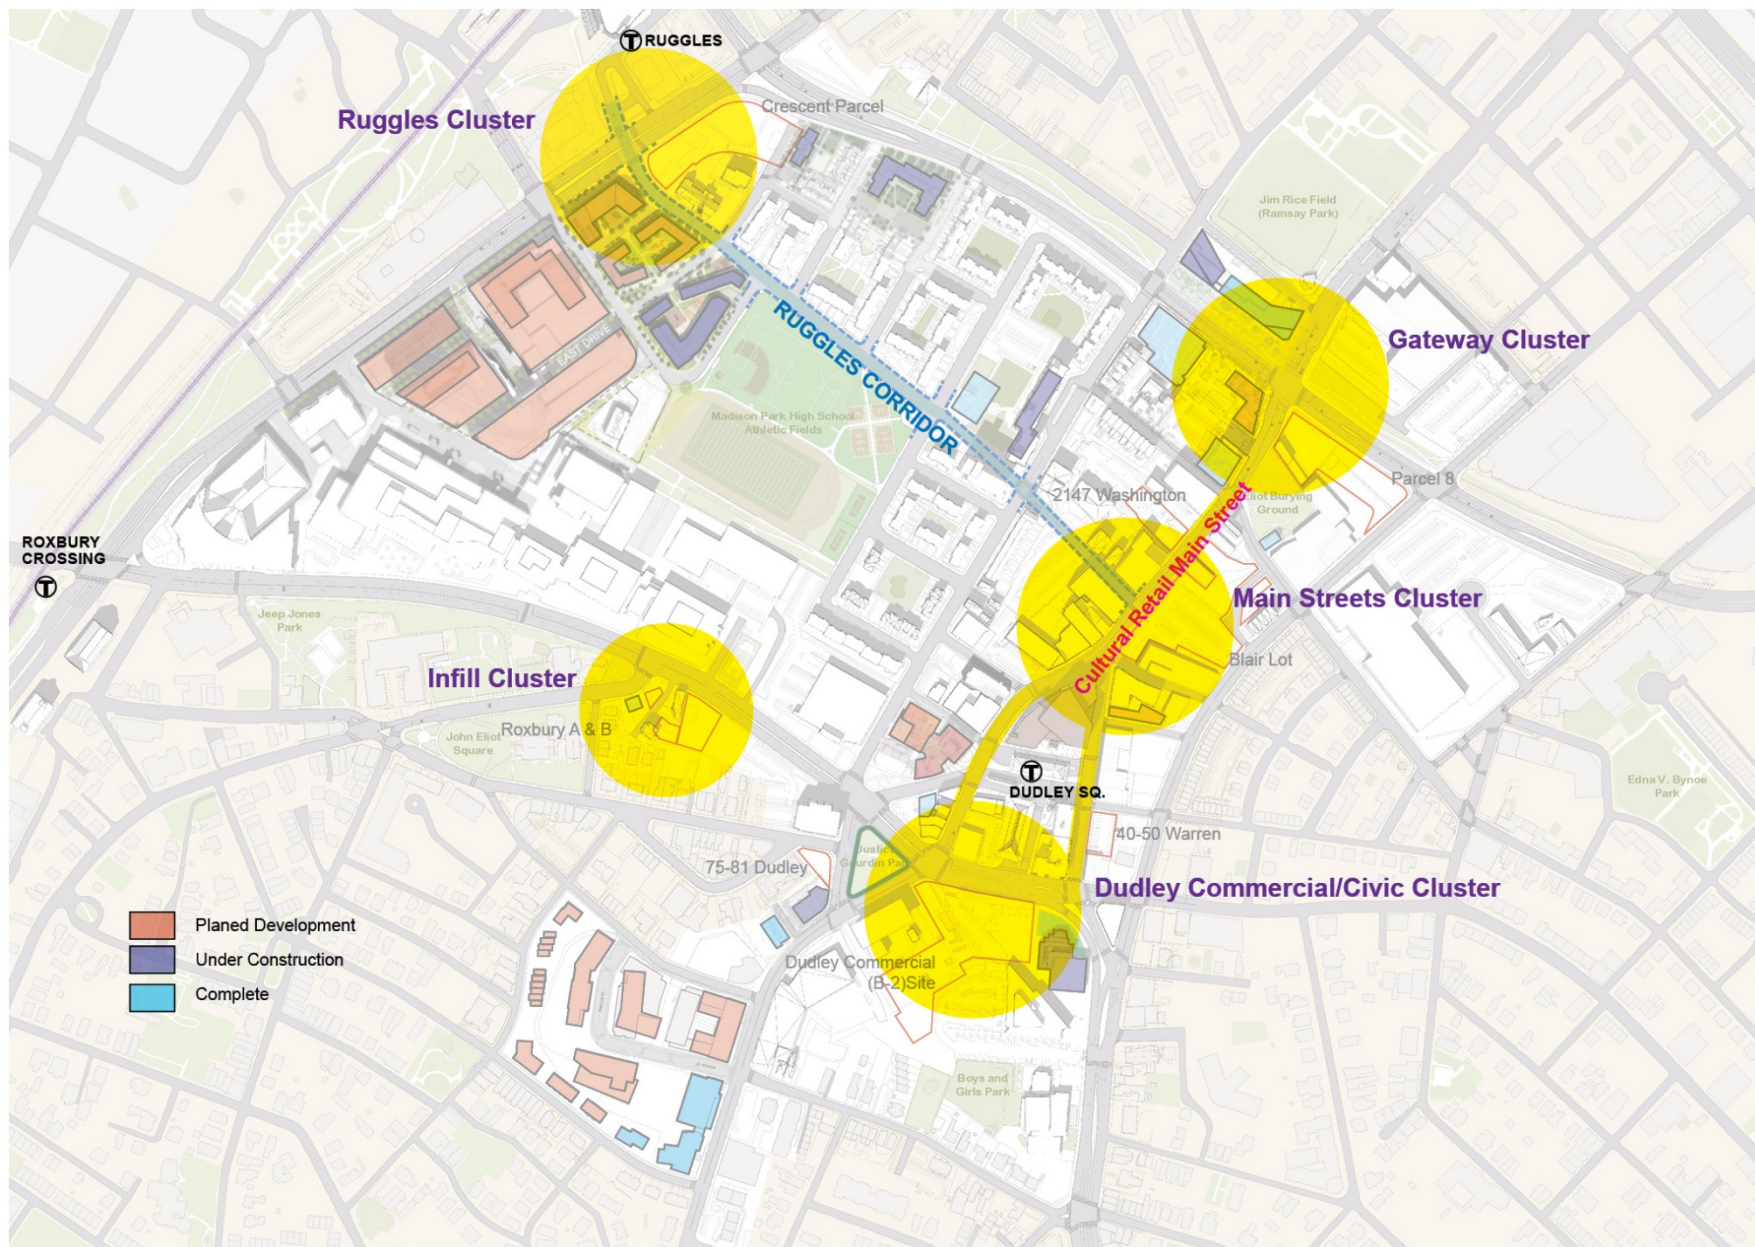 T RUGGLES
Crescent Parcel
Ruggles Cluster
Jim Rice Field
(Ramsay Park)
EAST DRIVE
RUGGLES CORRIDOR
Gateway Cluster
Madison Park High School
Athletic Fields
2147 Washington
Parcel 8
Eliot Burying
Ground
Cultural Retail Main Street
ROXBURY
CROSSING
T
Jeep Jones
Park
Main Streets Cluster
Infill Cluster
Blair Lot
Roxbury A & B
John Eliot
Square
T
DUDLEY SQ.
Edna V. Bynoe
Park
40-50 Warren
Justice
Gourdin Park
75-81 Dudley
Dudley Commercial/Civic Cluster
Planed Development
Under Construction
Complete
Dudley Commercial
(B-2)Site
Boys and
Girls Park